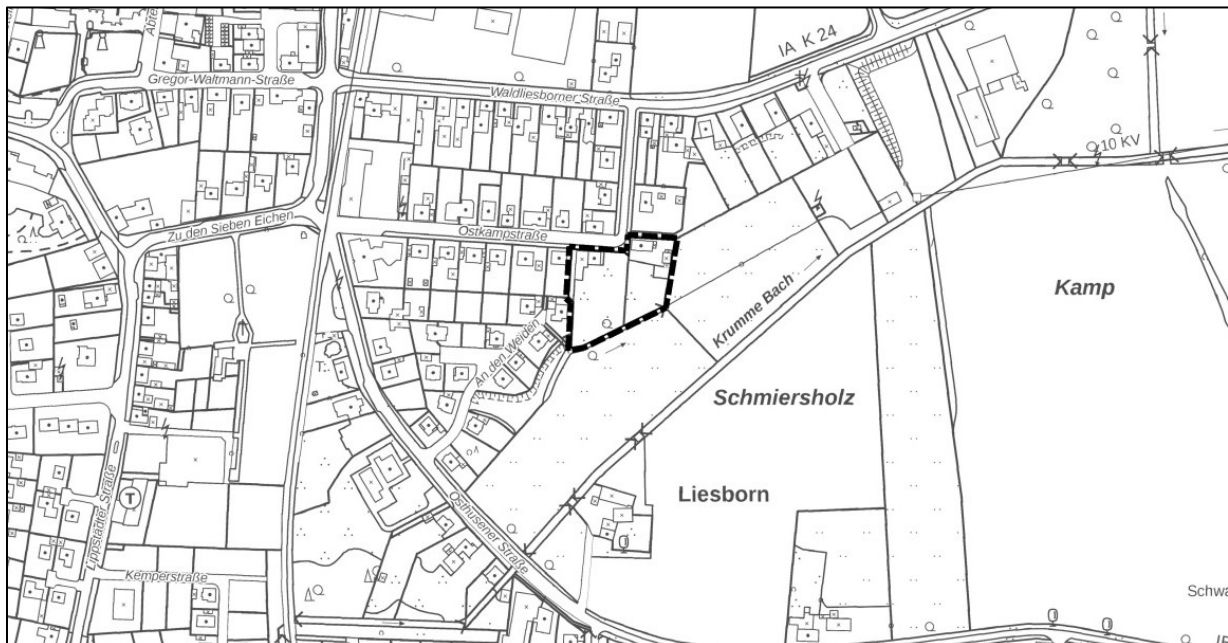 IA K 24
Gregor-Waltmann-Straße
Waldliesborner Straße
10 KV
Zu den Sieben Eichen
Ostkampstraße
Kamp
Krumme Bach
An den Weiden
Schmiersholz
Liesborn
Lippstädter Straße
T
Osthusener Straße
Kemperstraße
Schwa